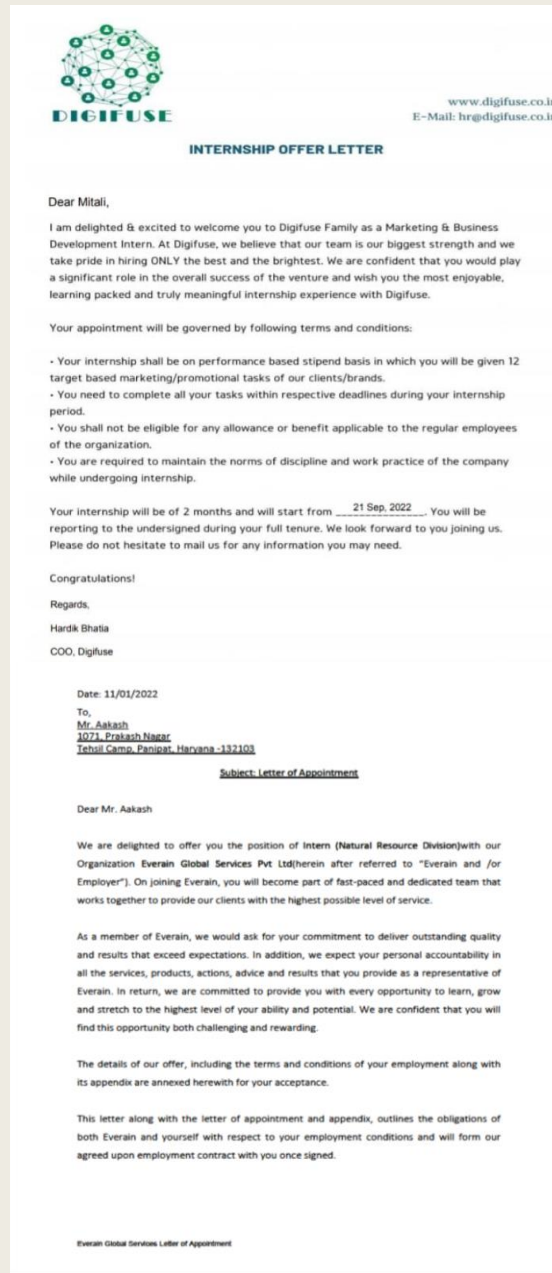 DIGIFUSE
www.digifuse.co.in
E-Mail: hr@digifuse.co.in
INTERNSHIP OFFER LETTER
Dear Mitali,
I am delighted & excited to welcome you to Digifuse Family as a Marketing & Business
Development Intern. At Digifuse, we believe that our team is our biggest strength and we
take pride in hiring ONLY the best and the brightest. We are confident that you would play
a significant role in the overall success of the venture and wish you the most enjoyable,
learning packed and truly meaningful internship experience with Digifuse.
Your appointment will be governed by following terms and conditions:
• Your internship shall be on performance based stipend basis in which you will be given 12
target based marketing/promotional tasks of our clients/brands.
• You need to complete all your tasks within respective deadlines during your internship
period.
• You shall not be eligible for any allowance or benefit applicable to the regular employees
of the organization.
• You are required to maintain the norms of discipline and work practice of the company
while undergoing internship.
Your internship will be of 2 months and will start from 21 Sep, 2022. You will be
reporting to the undersigned during your full tenure. We look forward to you joining us.
Please do not hesitate to mail us for any information you may need.
Congratulations!
Regards,
Hardik Bhatia
COO, Digifuse
Date: 11/01/2022
To,
Mr. Aakash
1071, Prakash Nagar
Tehsil Camp, Panipat, Haryana -132103
Subject: Letter of Appointment
Dear Mr. Aakash
We are delighted to offer you the position of Intern (Natural Resource Division)with our
Organization Everain Global Services Pvt Ltd(herein after referred to "Everain and /or
Employer"). On joining Everain, you will become part of fast-paced and dedicated team that
works together to provide our clients with the highest possible level of service.
As a member of Everain, we would ask for your commitment to deliver outstanding quality
and results that exceed expectations. In addition, we expect your personal accountability in
all the services, products, actions, advice and results that you provide as a representative of
Everain. In return, we are committed to provide you with every opportunity to learn, grow
and stretch to the highest level of your ability and potential. We are confident that you will
find this opportunity both challenging and rewarding.
The details of our offer, including the terms and conditions of your employment along with
its appendix are annexed herewith for your acceptance.
This letter along with the letter of appointment and appendix, outlines the obligations of
both Everain and yourself with respect to your employment conditions and will form our
agreed upon employment contract with you once signed.
Everain Global Services Letter of Appointment